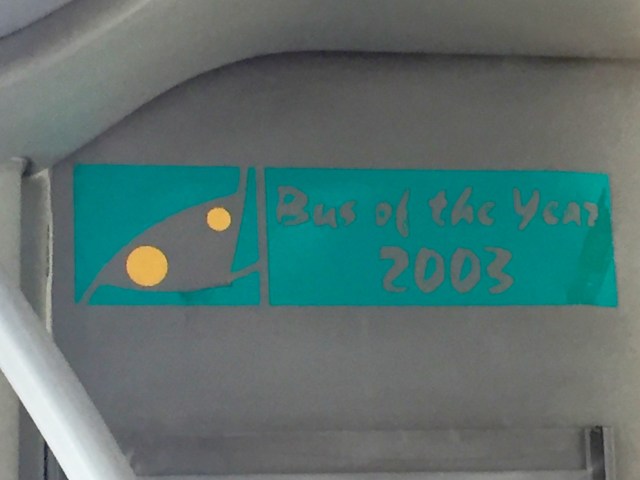 Bus of the Year
2003